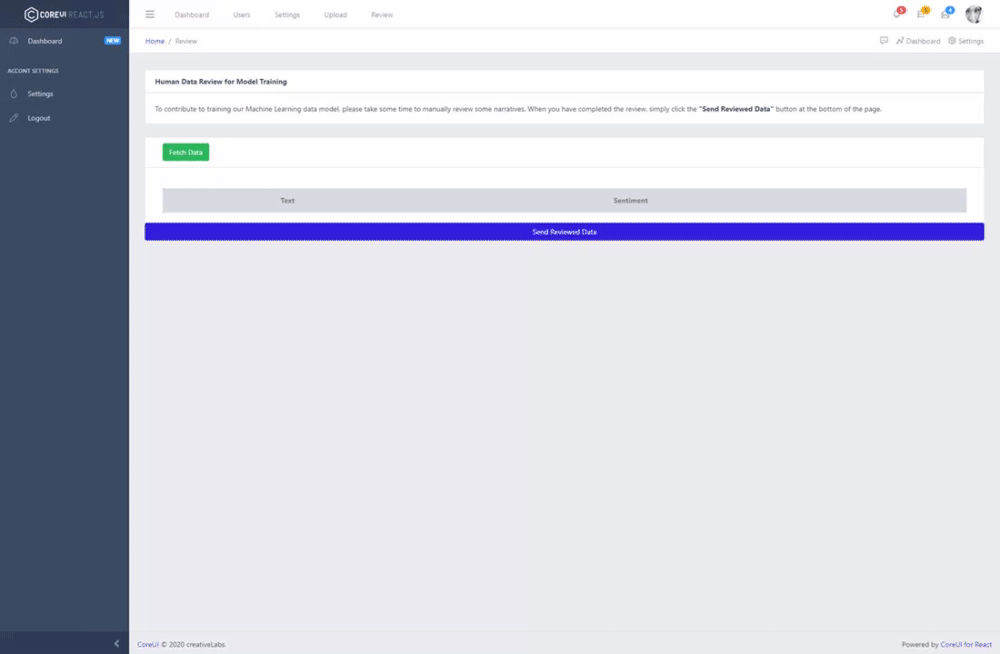 COREUI REACT.JS
Dashboard Users Settings Upload Review
5 5 4
Dashboard NEW
Home / Review
Dashboard Settings
ACCONT SETTINGS
Settings
Logout
Human Data Review for Model Training
To contribute to training our Machine Learning data model, please take some time to manually review some narratives. When you have completed the review, simply click the "Send Reviewed Data" button at the bottom of the page.
Fetch Data
Text Sentiment
Send Reviewed Data
CoreUI © 2020 creativeLabs.
Powered by CoreUI for React